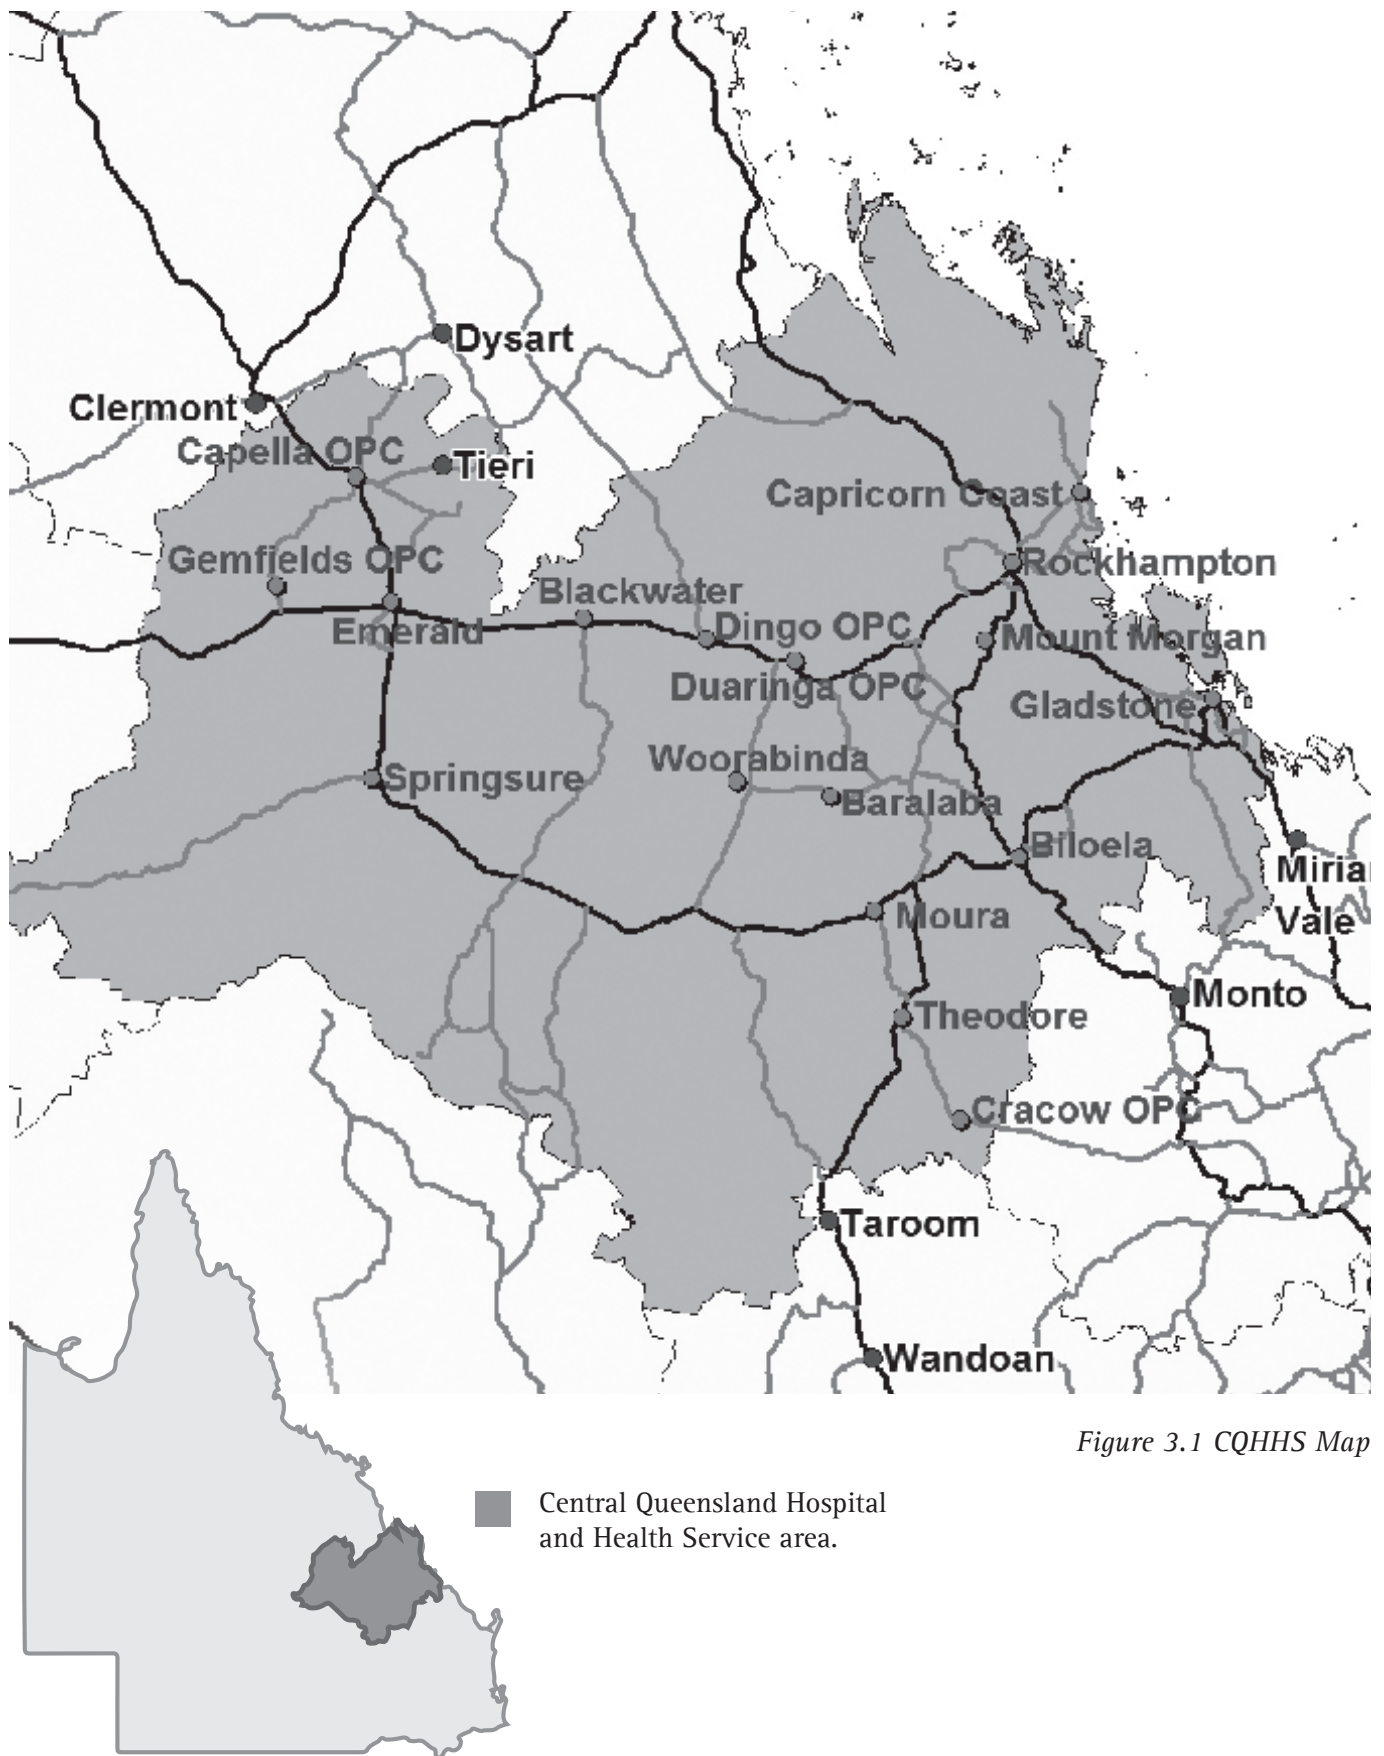 Dysart
Clermont
Capella OPC
Tieri
Capricorn Coast
Gemfields OPC
Rockhampton
Blackwater
Emerald
Dingo OPC
Mount Morgan
Duaringa OPC
Gladstone
Woorabinda
Springsure
Baralaba
Biloela
Miria
Vale
Moura
Monto
Theodore
Cracow OPC
Taroom
Wandoan
Figure 3.1 CQHHS Map
Central Queensland Hospital
and Health Service area.